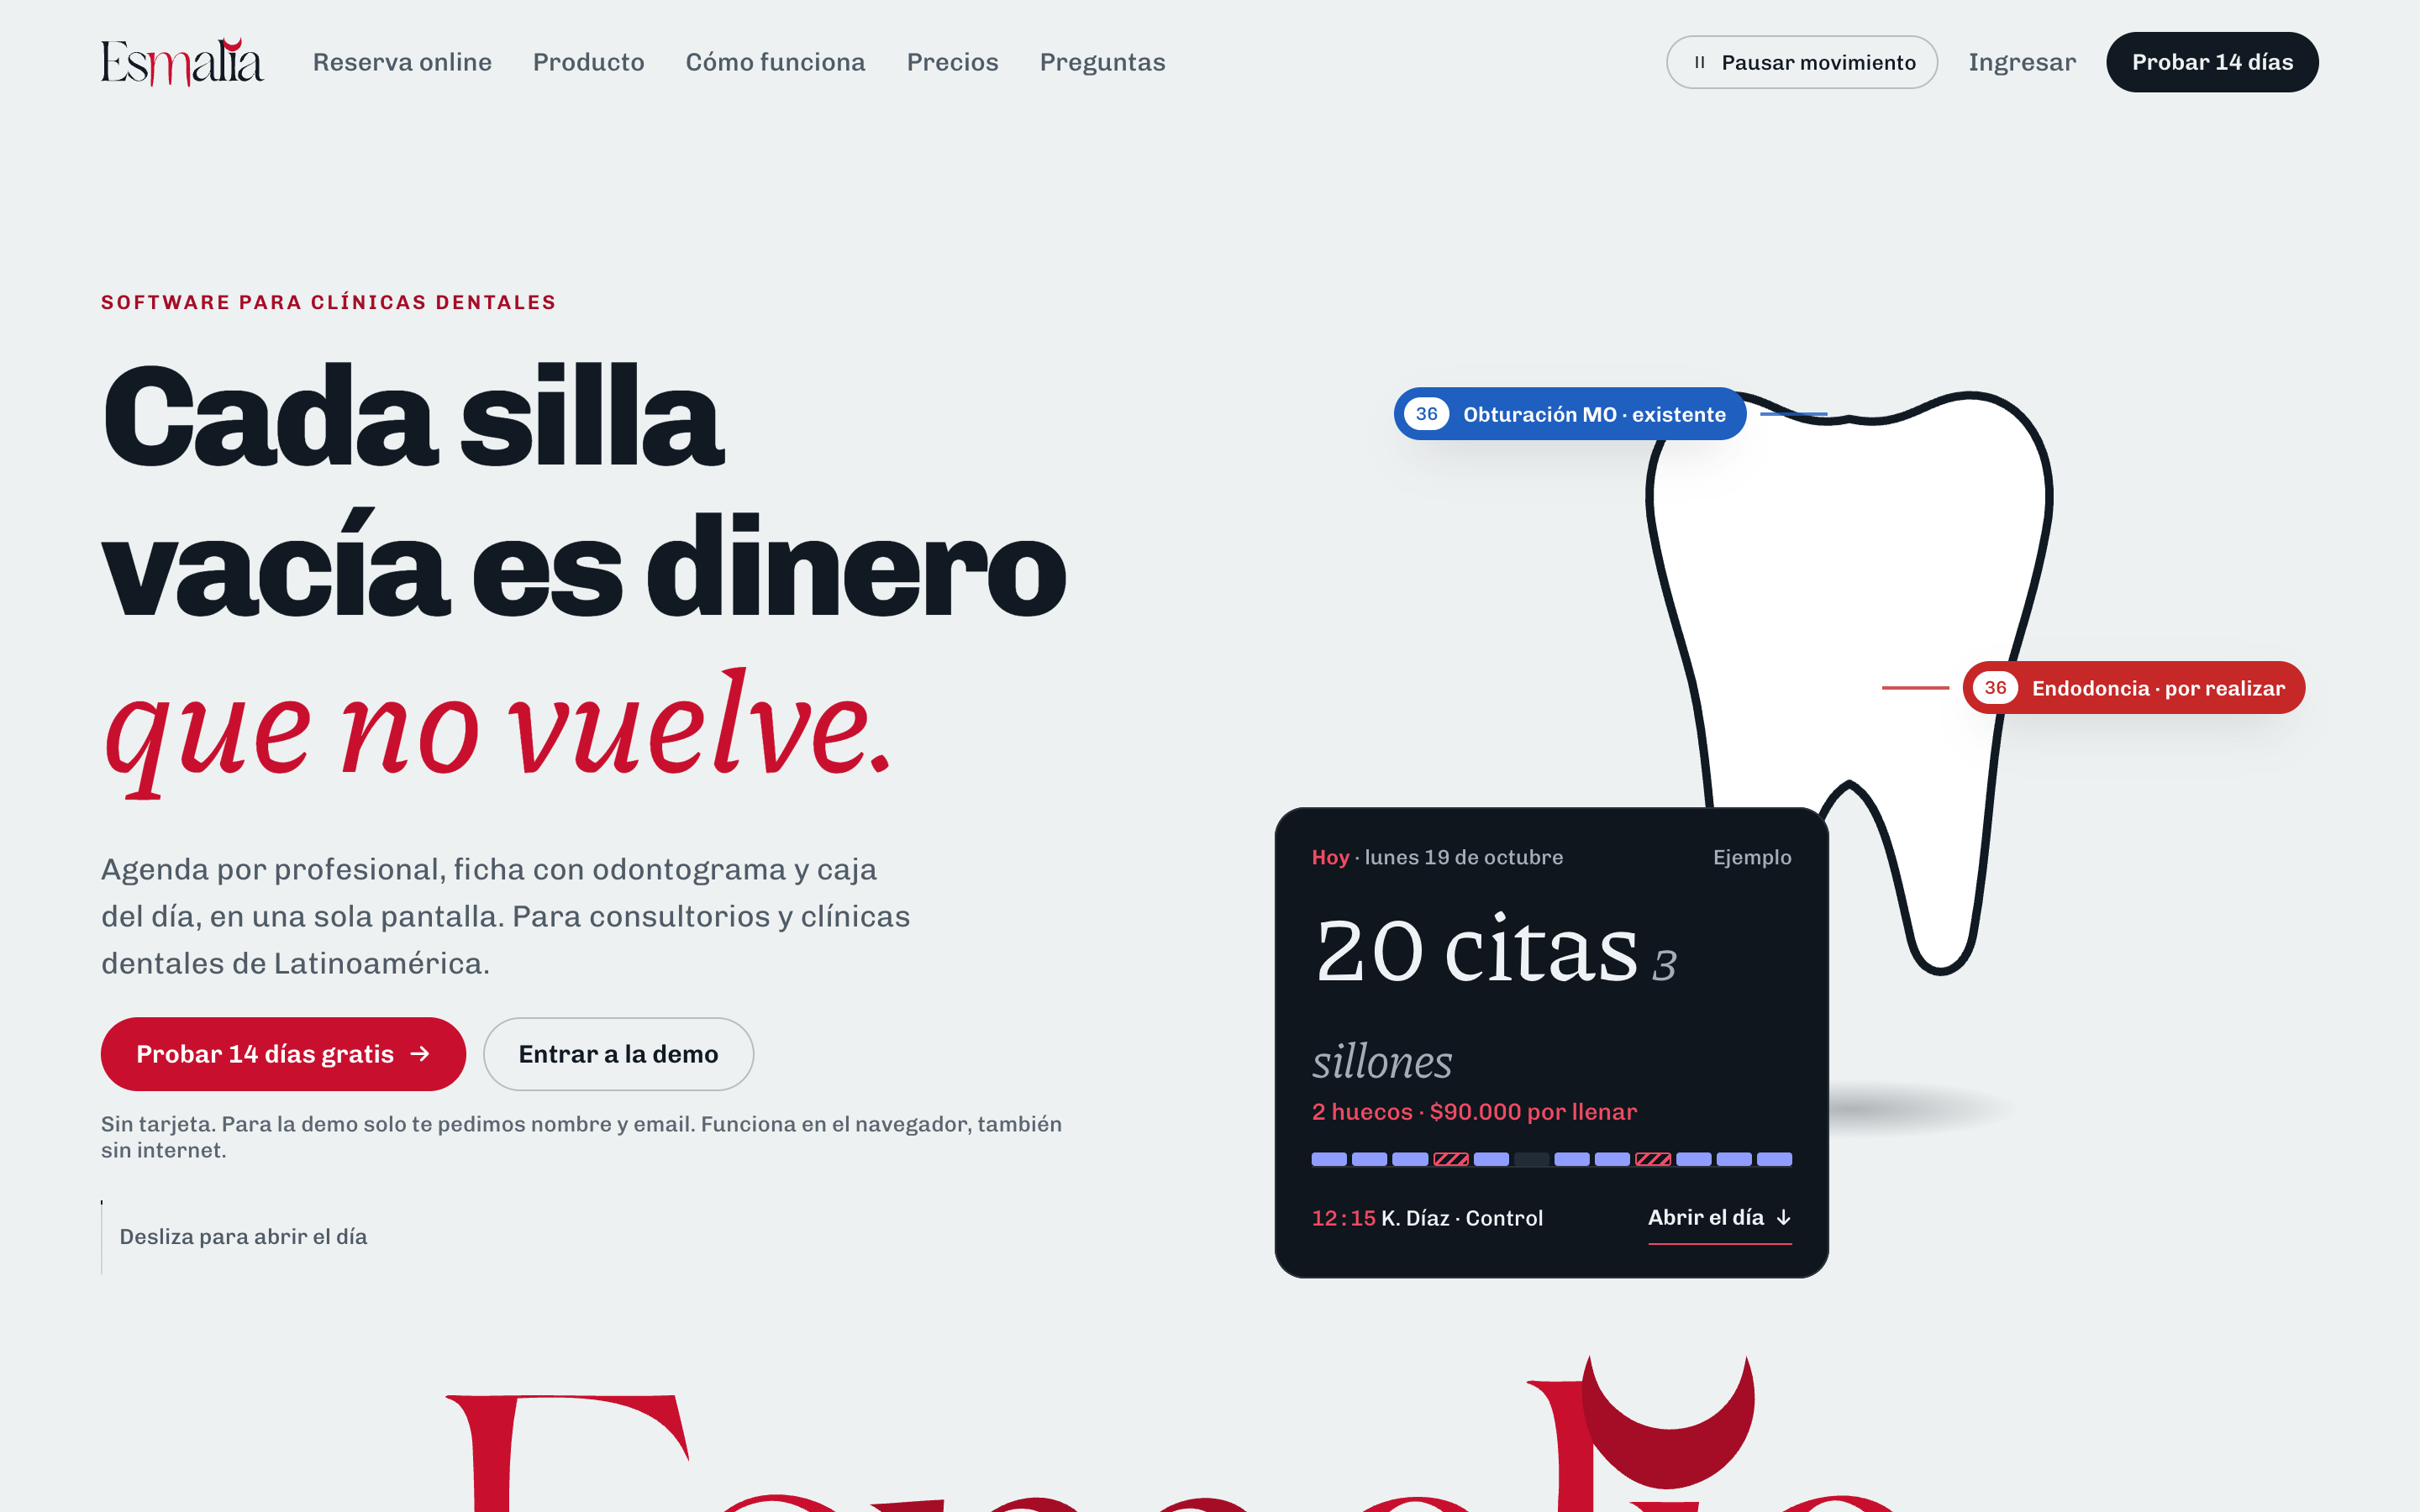 Esmalia
Reserva online
Producto
Cómo funciona
Precios
Preguntas
Pausar movimiento
Ingresar
Probar 14 días
SOFTWARE PARA CLÍNICAS DENTALES
Cada silla
vacía es dinero
que no vuelve.
Agenda por profesional, ficha con odontograma y caja
del día, en una sola pantalla. Para consultorios y clínicas
dentales de Latinoamérica.
Probar 14 días gratis →
Entrar a la demo
Sin tarjeta. Para la demo solo te pedimos nombre y email. Funciona en el navegador, también
sin internet.
Desliza para abrir el día
36 Obturación MO · existente
36 Endodoncia · por realizar
Hoy · lunes 19 de octubre
Ejemplo
20 citas 3
sillones
2 huecos · $90.000 por llenar
12:15 K. Díaz · Control
Abrir el día ↓
Esmalia